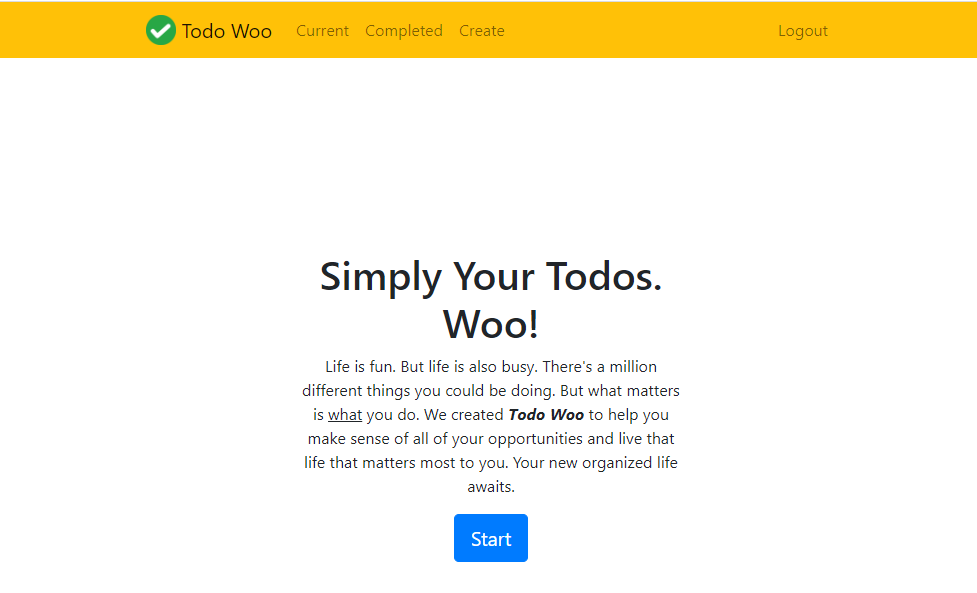 Todo Woo Current Completed Create Logout
Simply Your Todos.
Woo!
Life is fun. But life is also busy. There's a million
different things you could be doing. But what matters
is what you do. We created Todo Woo to help you
make sense of all of your opportunities and live that
life that matters most to you. Your new organized life
awaits.
Start